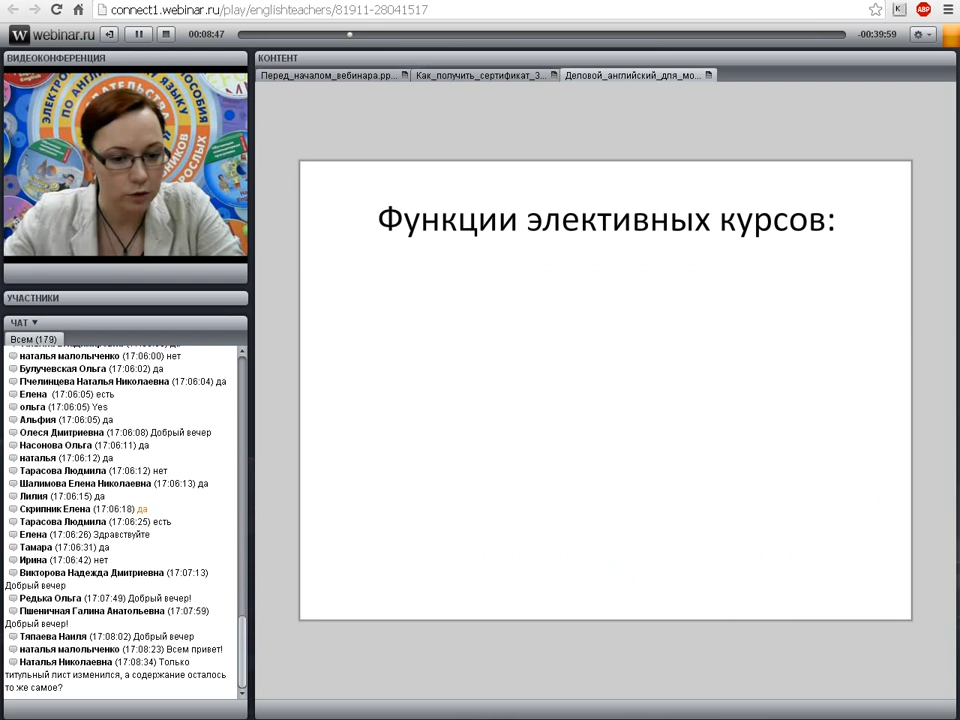 connect1.webinar.ru/play/englishteachers/81911-28041517
K
ABP
W webinar.ru
00:08:47
-00:39:59
ВИДЕОКОНФЕРЕНЦИЯ
КОНТЕНТ
Перед_началом_вебинара.pp...
Как_получить_сертификат_3...
Деловой_английский_для_мо...
Функции элективных курсов:
УЧАСТНИКИ
ЧАТ
Всем (179)
наталья малолыченко (17:06:00) нет
Булучевская Ольга (17:06:02) да
Пчелинцева Наталья Николаевна (17:06:04) да
Елена (17:06:05) есть
ольга (17:06:05) Yes
Альфия (17:06:05) да
Олеся Дмитриевна (17:06:08) Добрый вечер
Насонова Ольга (17:06:11) да
наталья (17:06:12) да
Тарасова Людмила (17:06:12) нет
Шалимова Елена Николаевна (17:06:13) да
Лилия (17:06:15) да
Скрипник Елена (17:06:18) да
Тарасова Людмила (17:06:25) есть
Елена (17:06:26) Здравствуйте
Тамара (17:06:31) да
Ирина (17:06:42) нет
Викторова Надежда Дмитриевна (17:07:13)
Добрый вечер
Редька Ольга (17:07:49) Добрый вечер!
Пшеничная Галина Анатольевна (17:07:59)
Добрый вечер!
Тяпаева Наиля (17:08:02) Добрый вечер
наталья малолыченко (17:08:23) Всем привет!
Наталья Николаевна (17:08:34) Только
титульный лист изменился, а содержание осталось
то же самое?